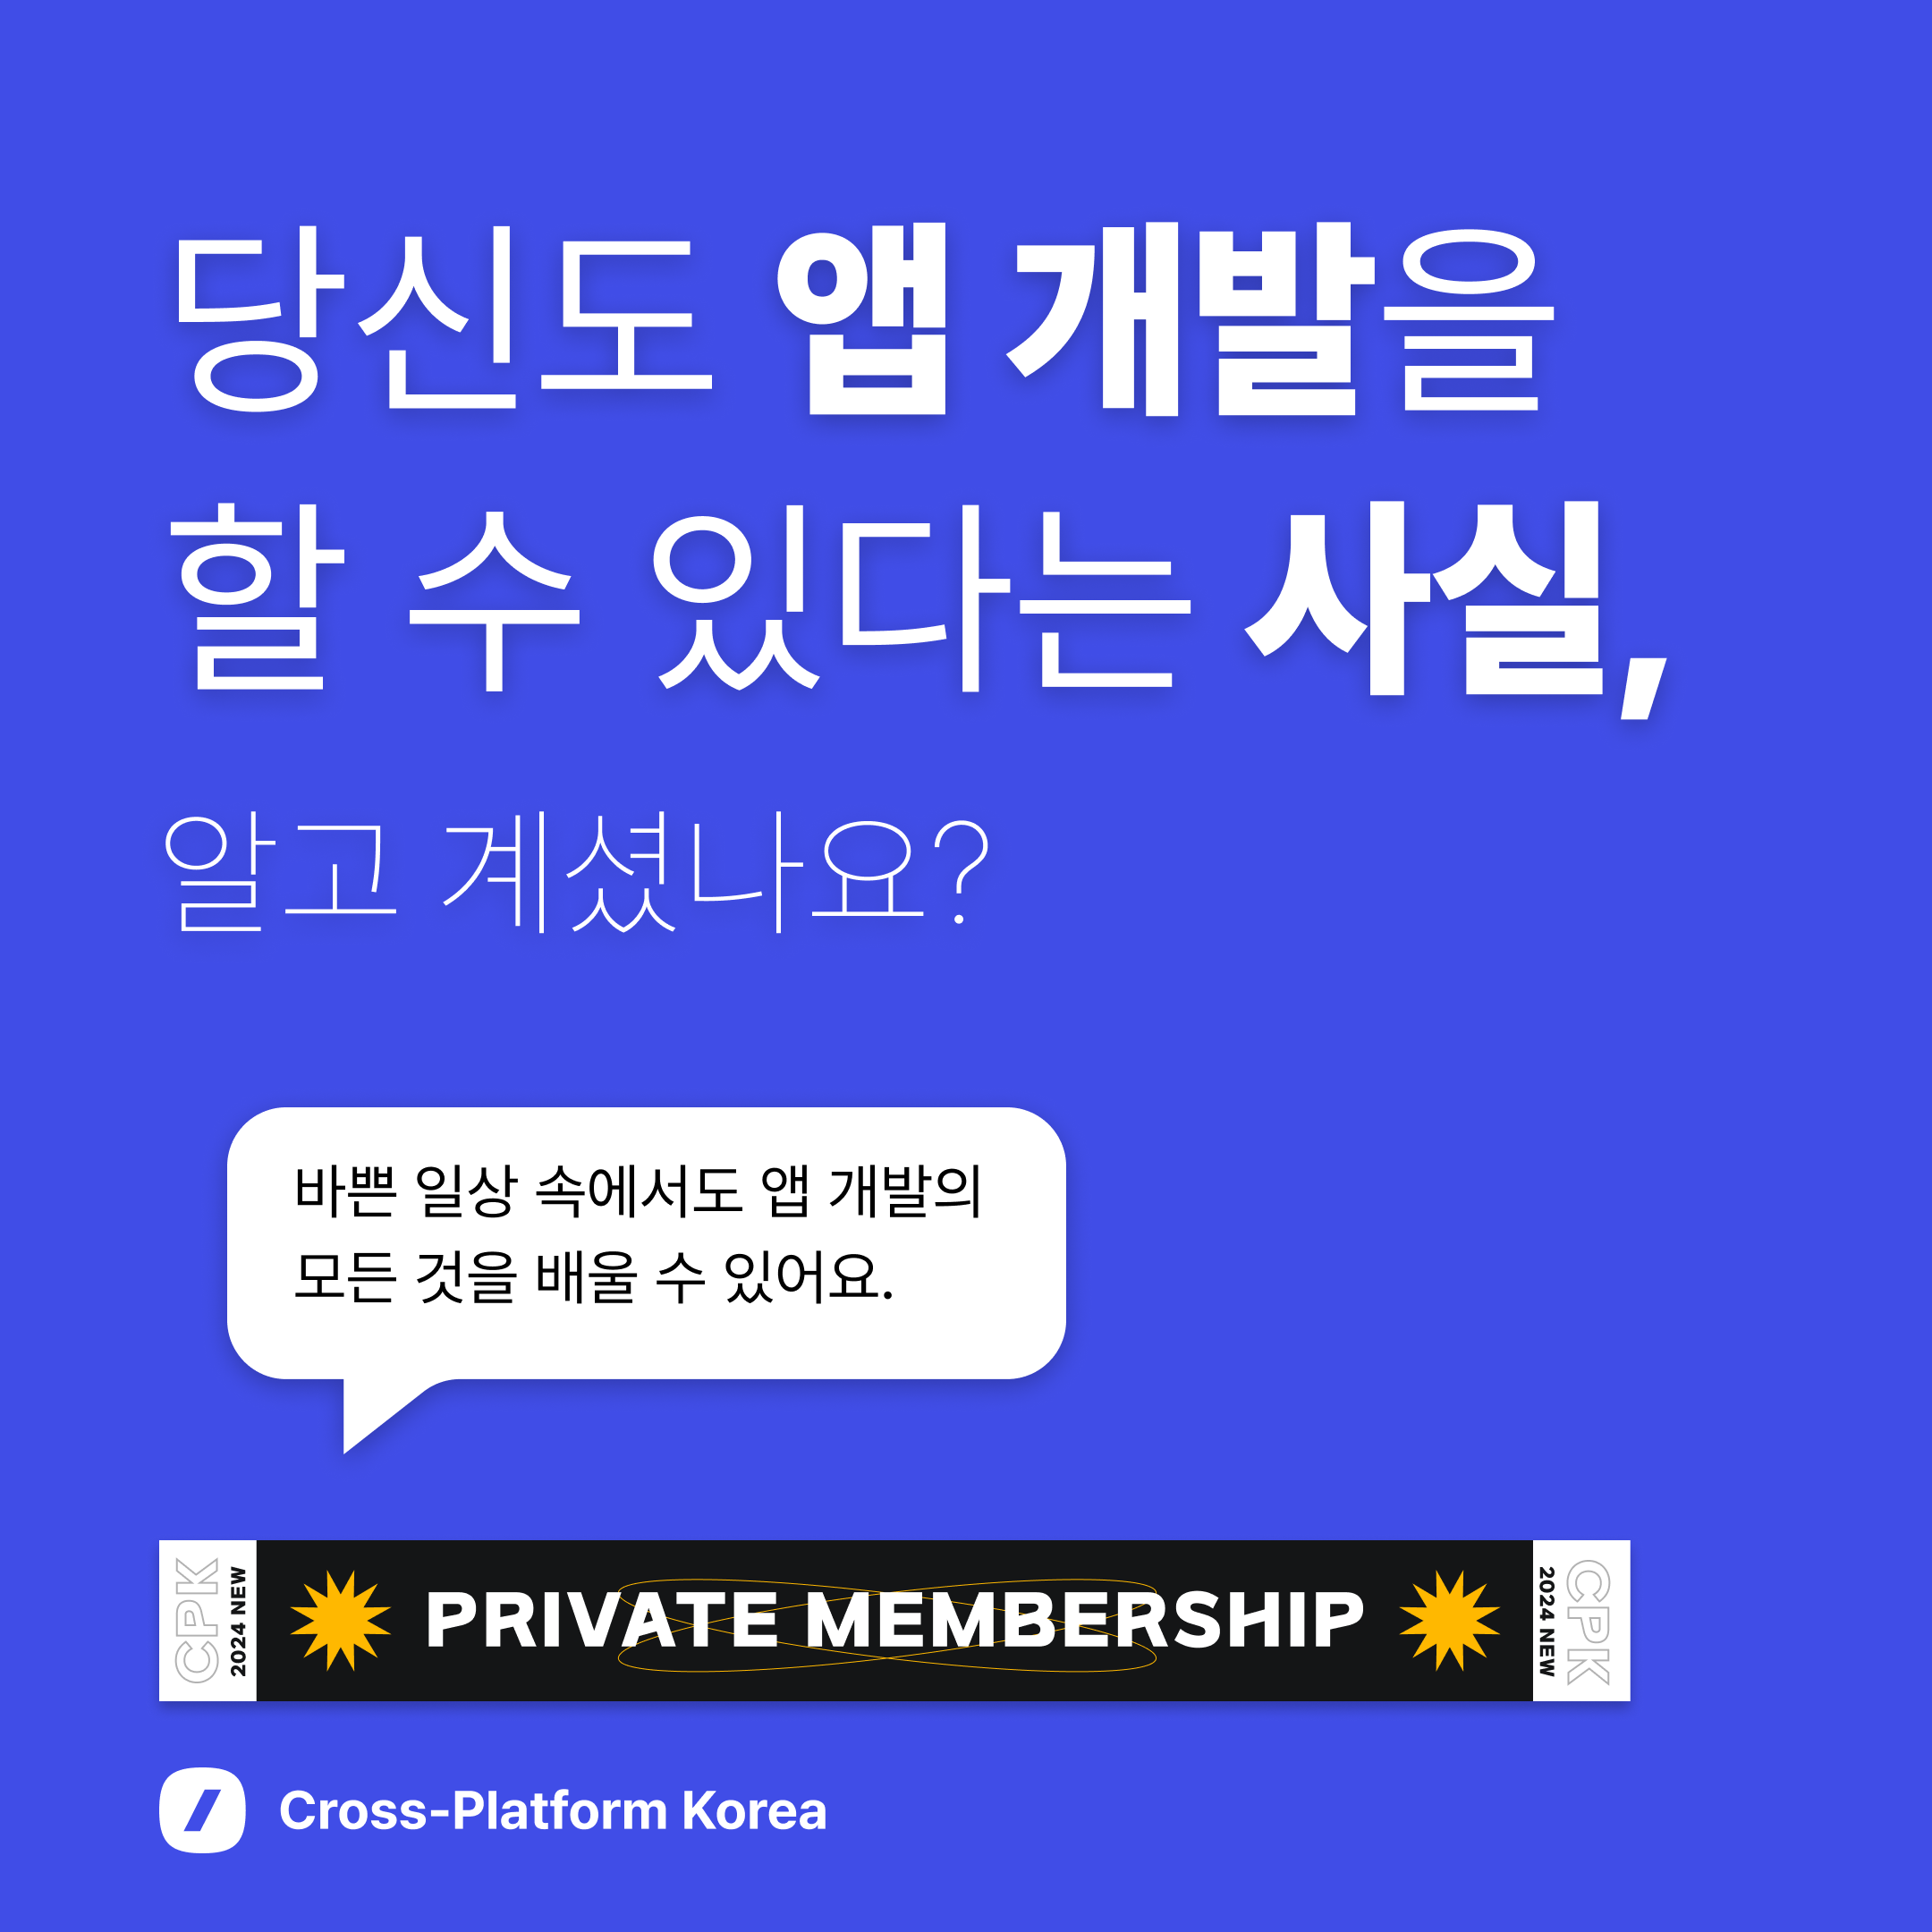 당신도 앱 개발을
할 수 있다는 사실,
알고 계셨나요?
바쁜 일상 속에서도 앱 개발의
모든 것을 배울 수 있어요.
CPK
2024 NEW
PRIVATE MEMBERSHIP
2024 NEW
CPK
Cross-Platform Korea